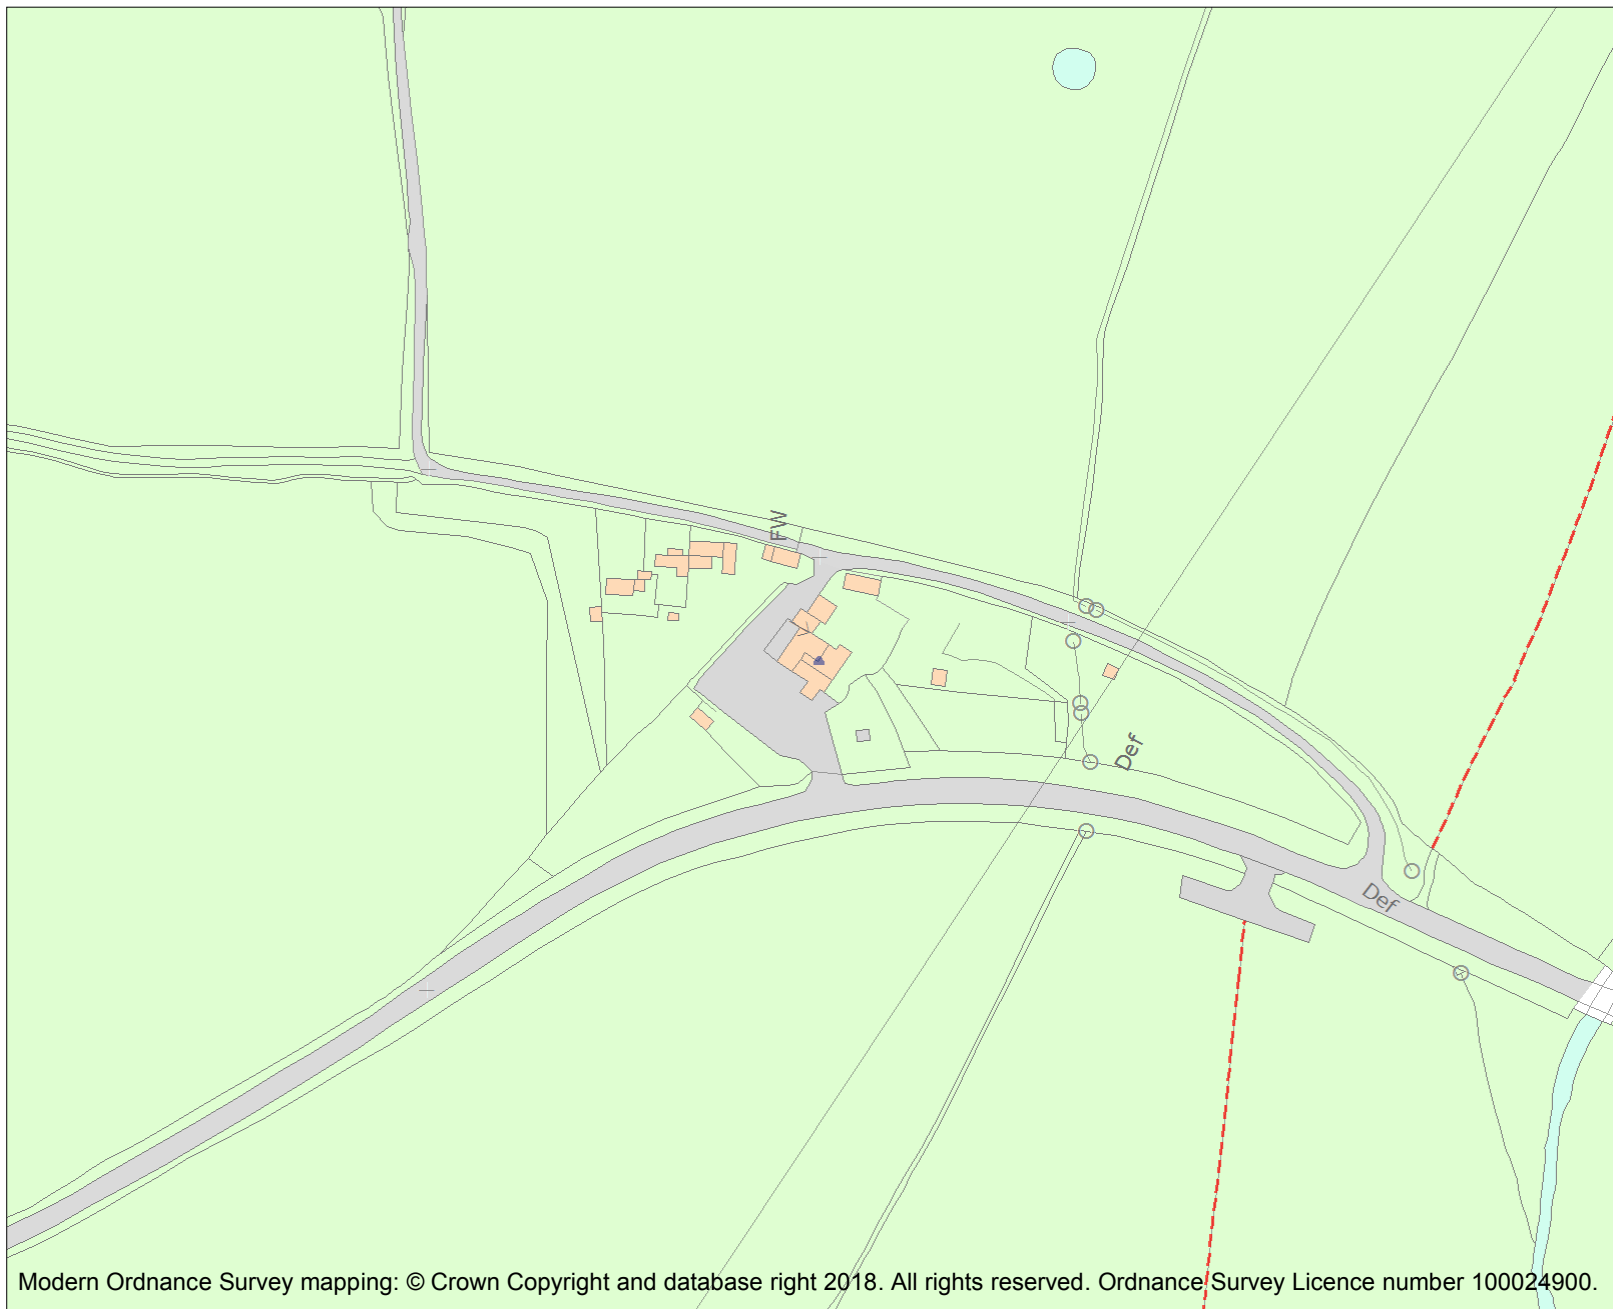 FW
Def
Def
Modern Ordnance Survey mapping: © Crown Copyright and database right 2018. All rights reserved. Ordnance Survey Licence number 100024900.